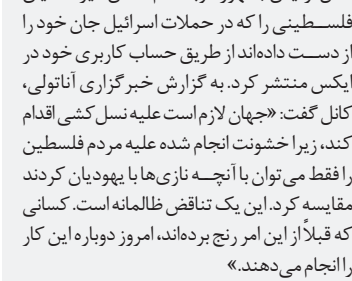 فلسطینی را که در حملات اسرائیل جان خود را
از دست داده‌اند از طریق حساب کاربری خود در
ایکس منتشر کرد. به گزارش خبرگزاری آناتولی،
کانل گفت: «جهان لازم است علیه نسل‌کشی اقدام
کند، زیرا خشونت انجام شده علیه مردم فلسطین
را فقط می‌توان با آنچه نازی‌ها با یهودیان کردند
مقایسه کرد. این یک تناقض ظالمانه است. کسانی
که قبلاً از این امر رنج برده‌اند، امروز دوباره این کار
را انجام می‌دهند.»